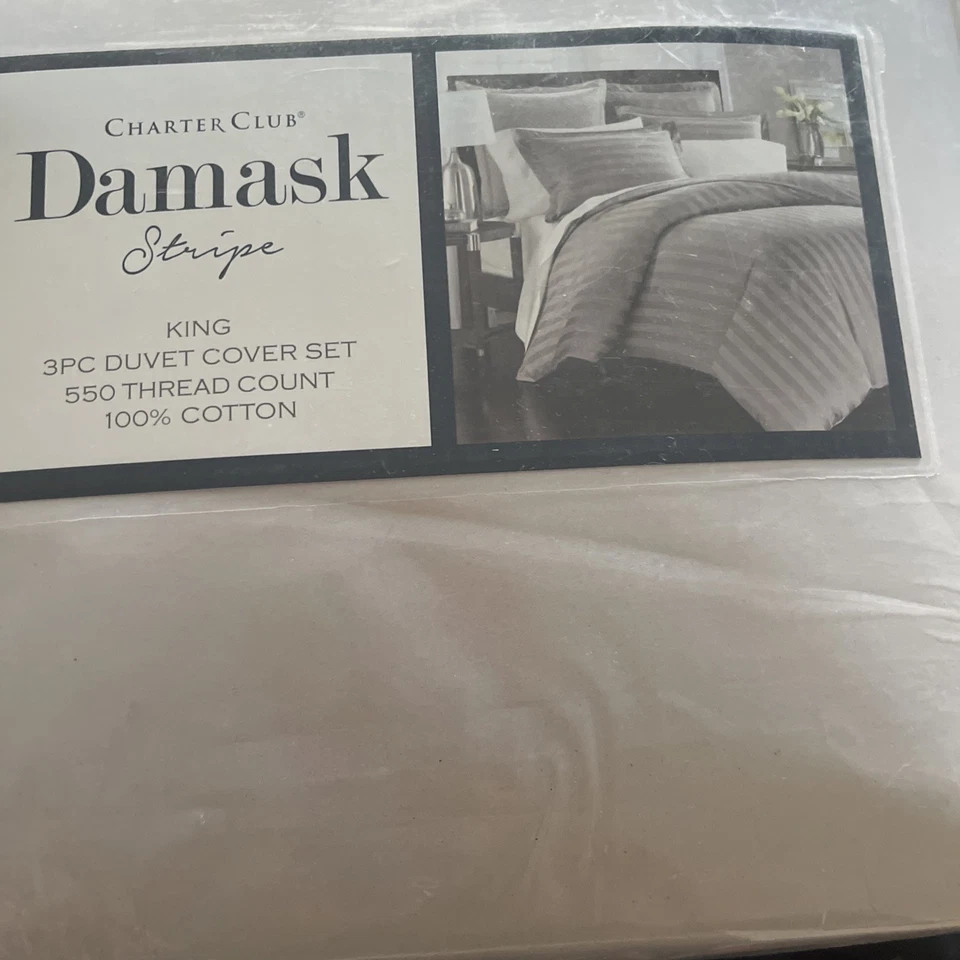 CHARTER CLUB®
Damask
Stripe
KING
3PC DUVET COVER SET
550 THREAD COUNT
100% COTTON